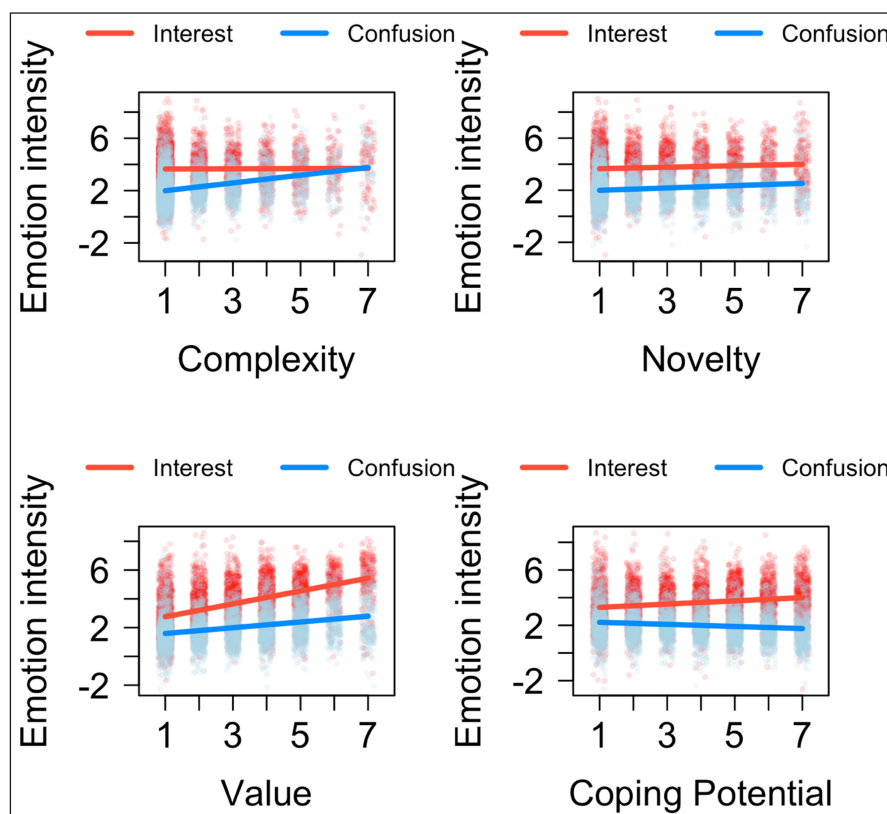 Interest Confusion
Emotion intensity
6
2
-2
1 3 5 7
Complexity
Interest Confusion
Emotion intensity
6
2
-2
1 3 5 7
Novelty
Interest Confusion
Emotion intensity
6
2
-2
1 3 5 7
Value
Interest Confusion
Emotion intensity
6
2
-2
1 3 5 7
Coping Potential